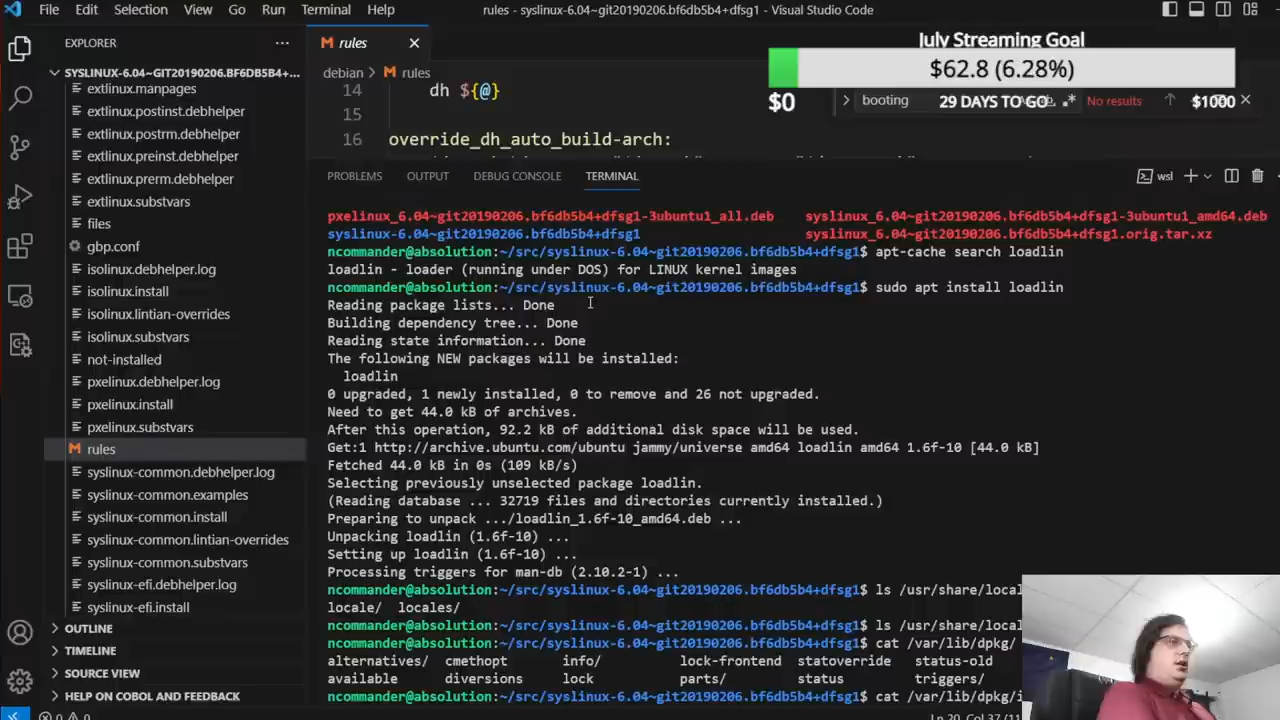 File Edit Selection View Go Run Terminal Help
rules - syslinux-6.04~git20190206.bf6db5b4+dfsg1 - Visual Studio Code
EXPLORER
SYSLINUX-6.04~GIT20190206.BF6DB5B4+...
extlinux.manpages
extlinux.postinst.debhelper
extlinux.postrm.debhelper
extlinux.preinst.debhelper
extlinux.prerm.debhelper
extlinux.substvars
files
gbp.conf
isolinux.debhelper.log
isolinux.install
isolinux.lintian-overrides
isolinux.substvars
not-installed
pxelinux.debhelper.log
pxelinux.install
pxelinux.substvars
rules
syslinux-common.debhelper.log
syslinux-common.examples
syslinux-common.install
syslinux-common.lintian-overrides
syslinux-common.substvars
syslinux-efi.debhelper.log
syslinux-efi.install
OUTLINE
TIMELINE
SOURCE VIEW
HELP ON COBOL AND FEEDBACK
rules
debian > rules
14 dh ${@}
15
16 override_dh_auto_build-arch:
July Streaming Goal
$62.8 (6.28%)
$0 29 DAYS TO GO $1000
booting
No results
PROBLEMS OUTPUT DEBUG CONSOLE TERMINAL
wsl
pxelinux_6.04~git20190206.bf6db5b4+dfsg1-3ubuntu1_all.deb syslinux_6.04~git20190206.bf6db5b4+dfsg1-3ubuntu1_amd64.deb
syslinux-6.04~git20190206.bf6db5b4+dfsg1 syslinux_6.04~git20190206.bf6db5b4+dfsg1.orig.tar.xz
ncommander@absolution:~/src/syslinux-6.04~git20190206.bf6db5b4+dfsg1$ apt-cache search loadlin
loadlin - loader (running under DOS) for LINUX kernel images
ncommander@absolution:~/src/syslinux-6.04~git20190206.bf6db5b4+dfsg1$ sudo apt install loadlin
Reading package lists... Done
Building dependency tree... Done
Reading state information... Done
The following NEW packages will be installed:
loadlin
0 upgraded, 1 newly installed, 0 to remove and 26 not upgraded.
Need to get 44.0 kB of archives.
After this operation, 92.2 kB of additional disk space will be used.
Get:1 http://archive.ubuntu.com/ubuntu jammy/universe amd64 loadlin amd64 1.6f-10 [44.0 kB]
Fetched 44.0 kB in 0s (109 kB/s)
Selecting previously unselected package loadlin.
(Reading database ... 32719 files and directories currently installed.)
Preparing to unpack .../loadlin_1.6f-10_amd64.deb ...
Unpacking loadlin (1.6f-10) ...
Setting up loadlin (1.6f-10) ...
Processing triggers for man-db (2.10.2-1) ...
ncommander@absolution:~/src/syslinux-6.04~git20190206.bf6db5b4+dfsg1$ ls /usr/share/local
locale/ locales/
ncommander@absolution:~/src/syslinux-6.04~git20190206.bf6db5b4+dfsg1$ ls /usr/share/local
ncommander@absolution:~/src/syslinux-6.04~git20190206.bf6db5b4+dfsg1$ cat /var/lib/dpkg/
alternatives/ cmethopt info/ lock-frontend statoverride status-old
available diversions lock parts/ status triggers/
ncommander@absolution:~/src/syslinux-6.04~git20190206.bf6db5b4+dfsg1$ cat /var/lib/dpkg/i